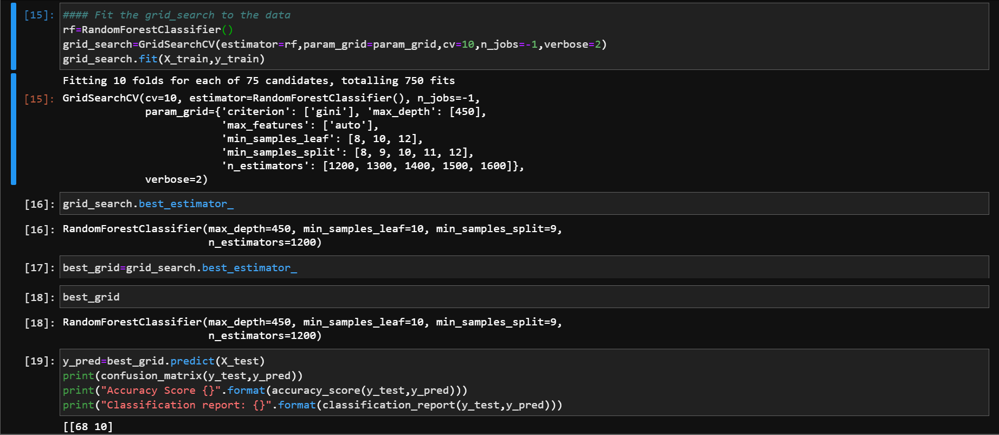 [15]: #### Fit the grid_search to the data
rf=RandomForestClassifier()
grid_search=GridSearchCV(estimator=rf,param_grid=param_grid,cv=10,n_jobs=-1,verbose=2)
grid_search.fit(X_train,y_train)
Fitting 10 folds for each of 75 candidates, totalling 750 fits
[15]: GridSearchCV(cv=10, estimator=RandomForestClassifier(), n_jobs=-1,
             param_grid={'criterion': ['gini'], 'max_depth': [450],
                         'max_features': ['auto'],
                         'min_samples_leaf': [8, 10, 12],
                         'min_samples_split': [8, 9, 10, 11, 12],
                         'n_estimators': [1200, 1300, 1400, 1500, 1600]},
             verbose=2)
[16]: grid_search.best_estimator_
[16]: RandomForestClassifier(max_depth=450, min_samples_leaf=10, min_samples_split=9,
                       n_estimators=1200)
[17]: best_grid=grid_search.best_estimator_
[18]: best_grid
[18]: RandomForestClassifier(max_depth=450, min_samples_leaf=10, min_samples_split=9,
                       n_estimators=1200)
[19]: y_pred=best_grid.predict(X_test)
print(confusion_matrix(y_test,y_pred))
print("Accuracy Score {}".format(accuracy_score(y_test,y_pred)))
print("Classification report: {}".format(classification_report(y_test,y_pred)))
[[68 10]